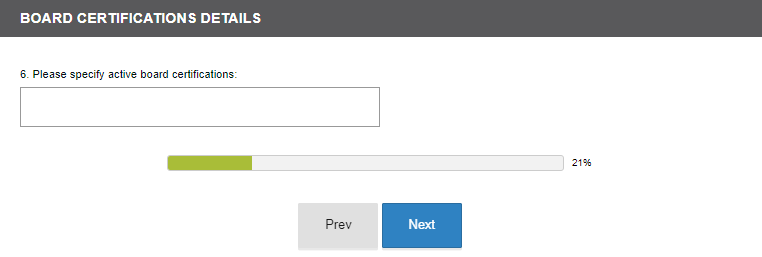 BOARD CERTIFICATIONS DETAILS
6. Please specify active board certifications:
21%
Prev Next